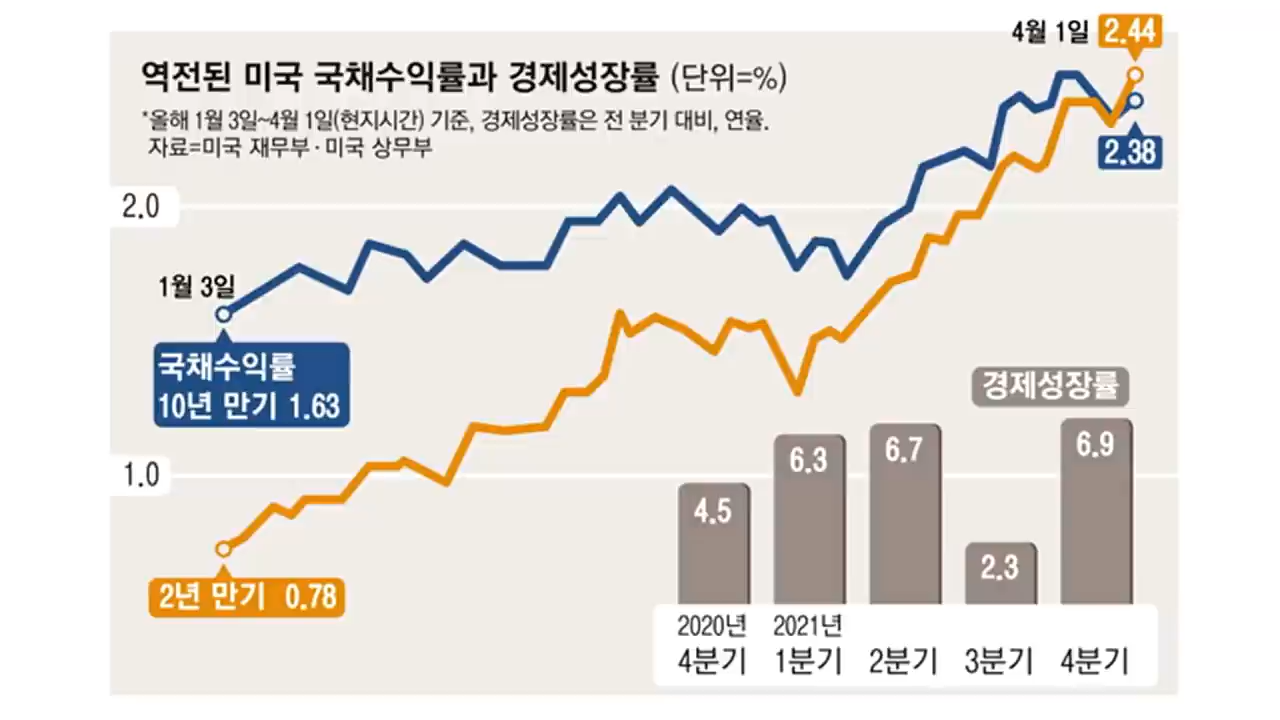 역전된 미국 국채수익률과 경제성장률 (단위=%)
*올해 1월 3일~4월 1일(현지시간) 기준, 경제성장률은 전 분기 대비, 연율.
자료=미국 재무부·미국 상무부
4월 1일 2.44
2.38
2.0
1월 3일
국채수익률
10년 만기 1.63
1.0
2년 만기 0.78
경제성장률
4.5
6.3
6.7
2.3
6.9
2020년 2021년
4분기 1분기 2분기 3분기 4분기